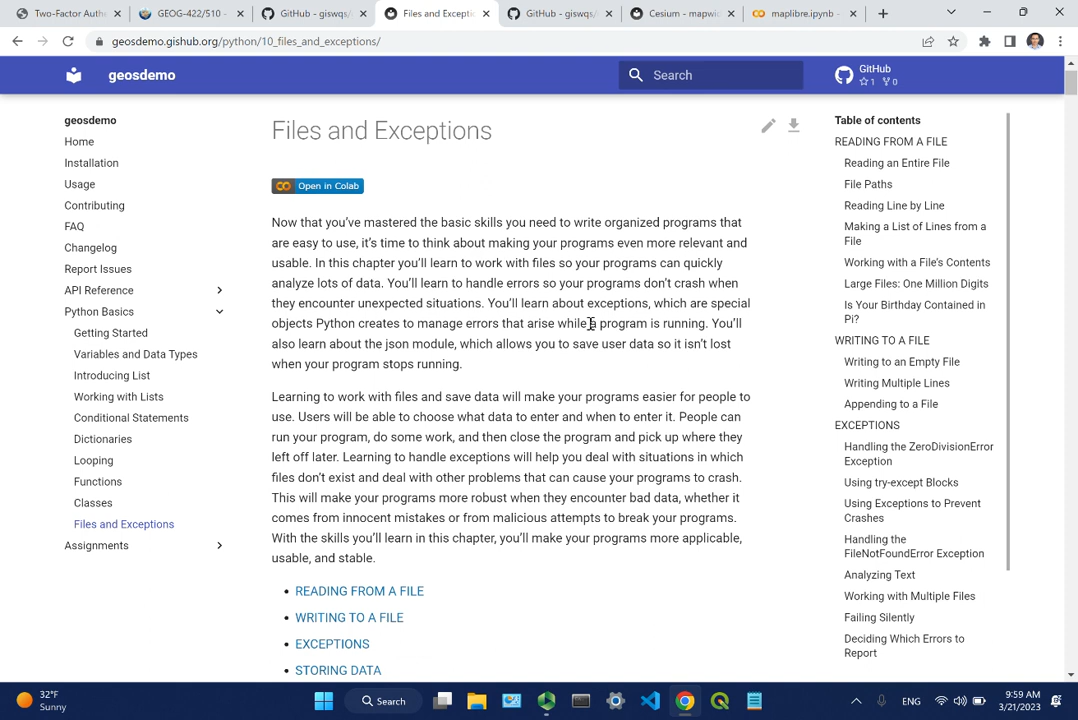 Two-Factor Auth
GEOG-422/510 -
GitHub - giswqs/
Files and Excepti
GitHub - giswqs/
Cesium - mapwid
maplibre.ipynb -
geosdemo.gishub.org/python/10_files_and_exceptions/
geosdemo
Search
GitHub
1 0
geosdemo
Home
Installation
Usage
Contributing
FAQ
Changelog
Report Issues
API Reference
Python Basics
Getting Started
Variables and Data Types
Introducing List
Working with Lists
Conditional Statements
Dictionaries
Looping
Functions
Classes
Files and Exceptions
Assignments
Files and Exceptions
Open in Colab
Now that you've mastered the basic skills you need to write organized programs that
are easy to use, it's time to think about making your programs even more relevant and
usable. In this chapter you'll learn to work with files so your programs can quickly
analyze lots of data. You'll learn to handle errors so your programs don't crash when
they encounter unexpected situations. You'll learn about exceptions, which are special
objects Python creates to manage errors that arise while a program is running. You'll
also learn about the json module, which allows you to save user data so it isn't lost
when your program stops running.
Learning to work with files and save data will make your programs easier for people to
use. Users will be able to choose what data to enter and when to enter it. People can
run your program, do some work, and then close the program and pick up where they
left off later. Learning to handle exceptions will help you deal with situations in which
files don't exist and deal with other problems that can cause your programs to crash.
This will make your programs more robust when they encounter bad data, whether it
comes from innocent mistakes or from malicious attempts to break your programs.
With the skills you'll learn in this chapter, you'll make your programs more applicable,
usable, and stable.
• READING FROM A FILE
• WRITING TO A FILE
• EXCEPTIONS
• STORING DATA
Table of contents
READING FROM A FILE
Reading an Entire File
File Paths
Reading Line by Line
Making a List of Lines from a
File
Working with a File's Contents
Large Files: One Million Digits
Is Your Birthday Contained in
Pi?
WRITING TO A FILE
Writing to an Empty File
Writing Multiple Lines
Appending to a File
EXCEPTIONS
Handling the ZeroDivisionError
Exception
Using try-except Blocks
Using Exceptions to Prevent
Crashes
Handling the
FileNotFoundError Exception
Analyzing Text
Working with Multiple Files
Failing Silently
Deciding Which Errors to
Report
32°F
Sunny
Search
ENG
9:59 AM
3/21/2023